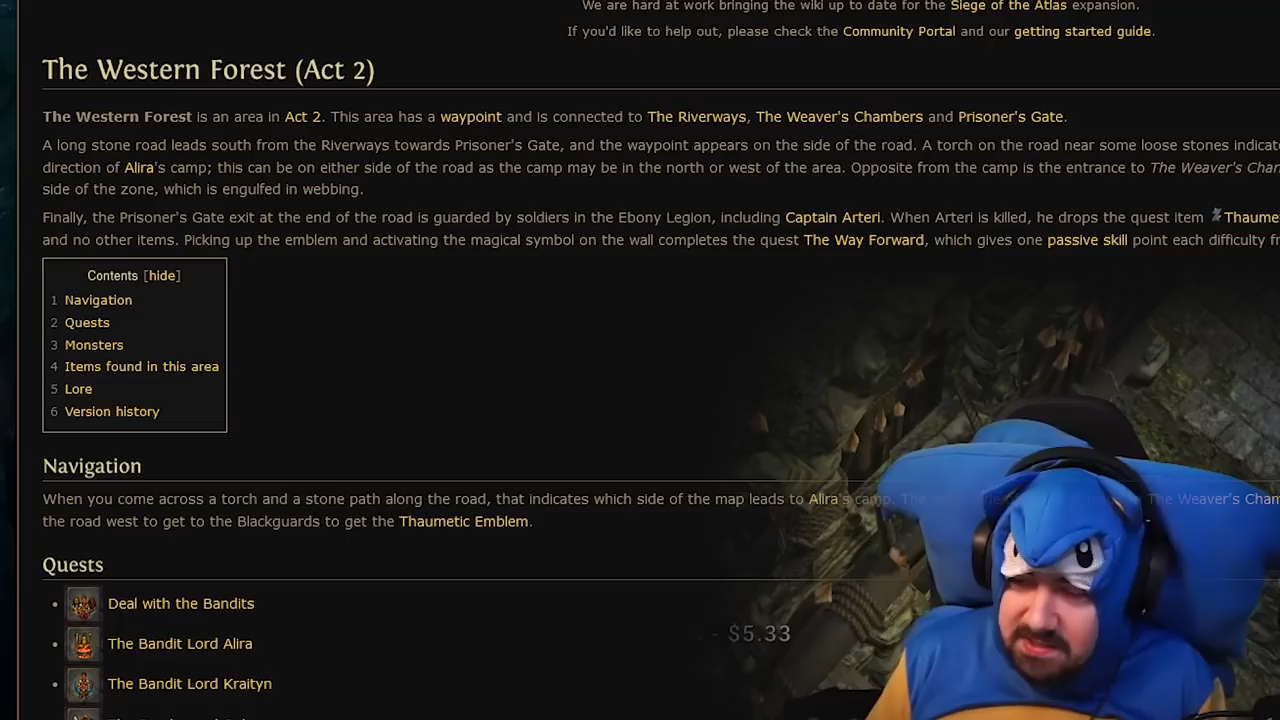 We are hard at work bringing the wiki up to date for the Siege of the Atlas expansion.
If you'd like to help out, please check the Community Portal and our getting started guide.
The Western Forest (Act 2)
The Western Forest is an area in Act 2. This area has a waypoint and is connected to The Riverways, The Weaver's Chambers and Prisoner's Gate.
A long stone road leads south from the Riverways towards Prisoner's Gate, and the waypoint appears on the side of the road. A torch on the road near some loose stones
direction of Alira's camp; this can be on either side of the road as the camp may be in the north or west of the area. Opposite from the camp is the entrance to The Weaver's
side of the zone, which is engulfed in webbing.
Finally, the Prisoner's Gate exit at the end of the road is guarded by soldiers in the Ebony Legion, including Captain Arteri. When Arteri is killed, he drops the quest item
and no other items. Picking up the emblem and activating the magical symbol on the wall completes the quest The Way Forward, which gives one passive skill point each difficulty
Contents [hide]
1 Navigation
2 Quests
3 Monsters
4 Items found in this area
5 Lore
6 Version history
Navigation
When you come across a torch and a stone path along the road, that indicates which side of the map leads to Alira's camp. The Weaver's
the road west to get to the Blackguards to get the Thaumetic Emblem.
Quests
Deal with the Bandits
The Bandit Lord Alira
- $5.33
The Bandit Lord Kraityn